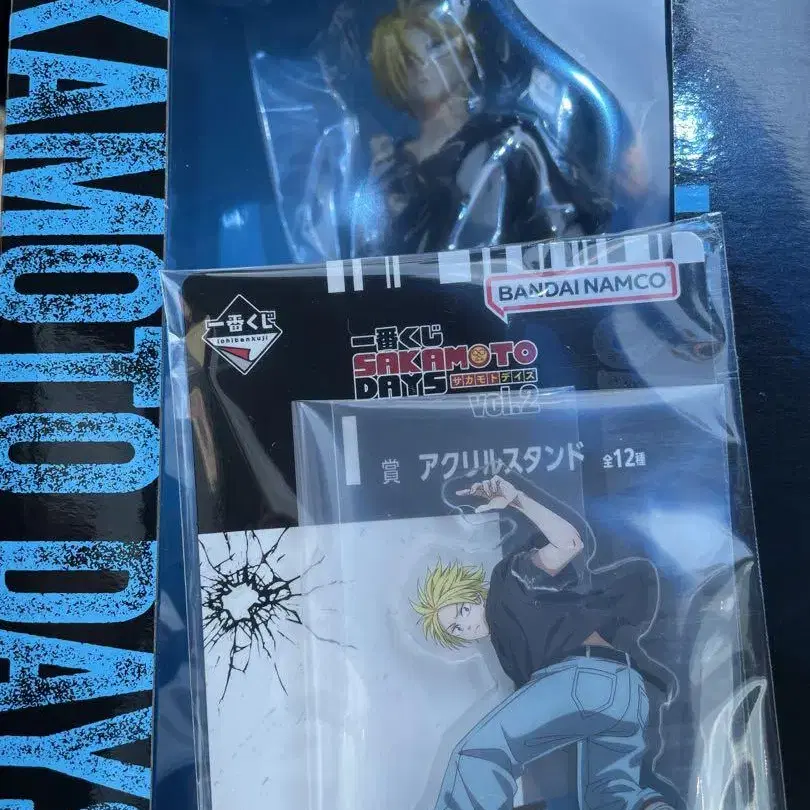 KAMOTO DAYS
BANDAI NAMCO
一番くじ
ichibankuji
一番くじ
SAKAMOTO
DAYS サカモトデイズ
vol.2
賞 アクリルスタンド 全12種